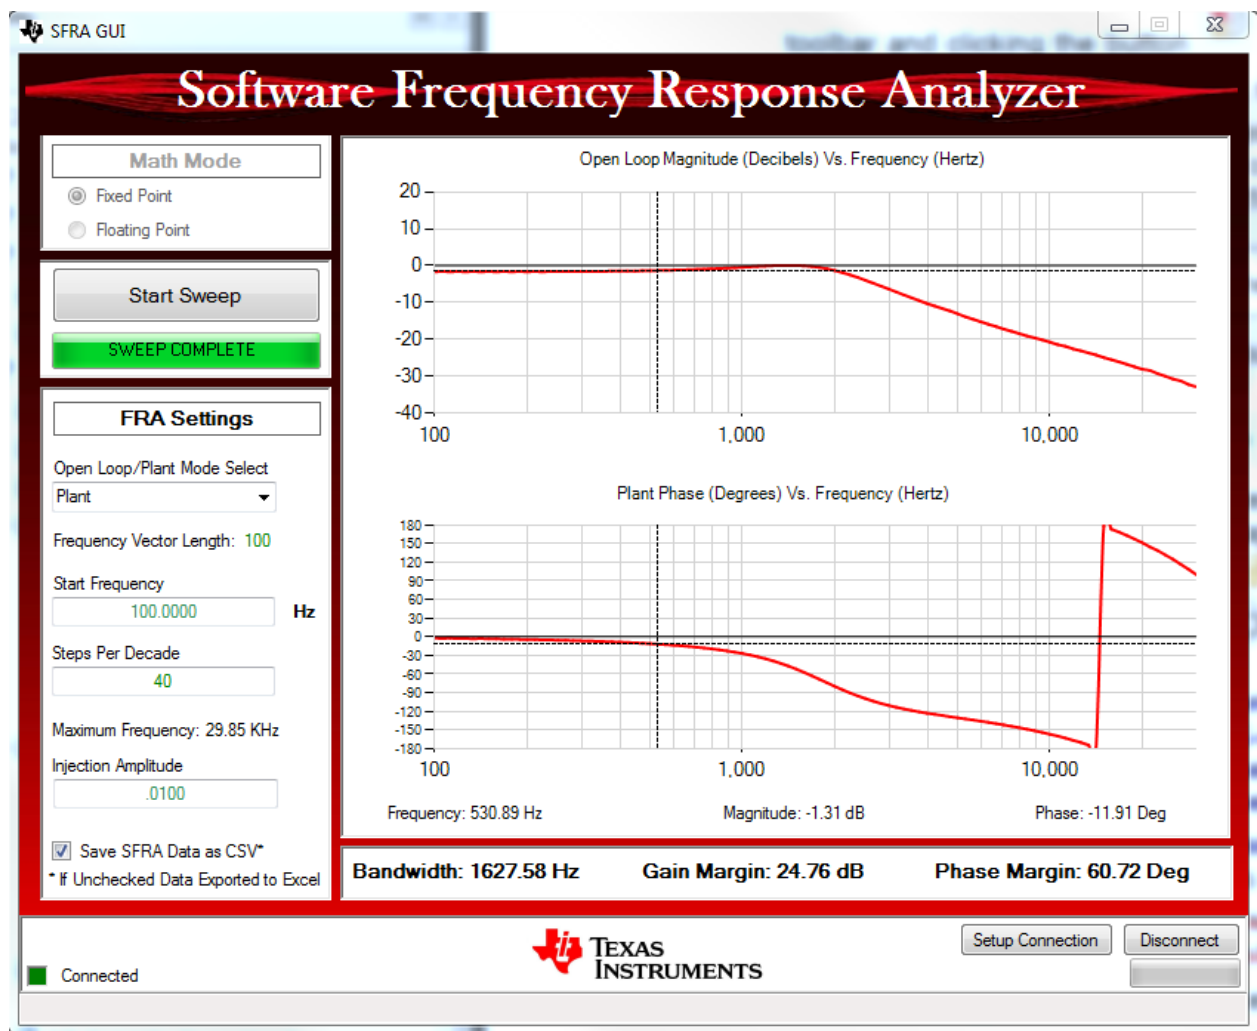 SFRA GUI
toolbar and clicking the button
Software Frequency Response Analyzer
Math Mode
Fixed Point
Floating Point
Start Sweep
SWEEP COMPLETE
FRA Settings
Open Loop/Plant Mode Select
Plant
Frequency Vector Length: 100
Start Frequency
100.0000 Hz
Steps Per Decade
40
Maximum Frequency: 29.85 KHz
Injection Amplitude
.0100
Save SFRA Data as CSV*
* If Unchecked Data Exported to Excel
Open Loop Magnitude (Decibels) Vs. Frequency (Hertz)
20
10
0
-10
-20
-30
-40
100 1,000 10,000
Plant Phase (Degrees) Vs. Frequency (Hertz)
180
150
120
90
60
30
0
-30
-60
-90
-120
-150
-180
100 1,000 10,000
Frequency: 530.89 Hz Magnitude: -1.31 dB Phase: -11.91 Deg
Bandwidth: 1627.58 Hz Gain Margin: 24.76 dB Phase Margin: 60.72 Deg
Connected
TEXAS
INSTRUMENTS
Setup Connection Disconnect